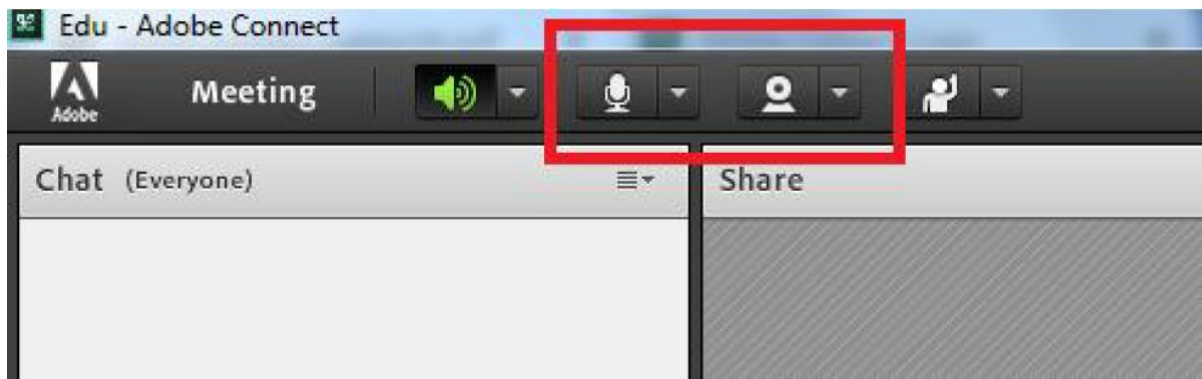 Edu - Adobe Connect
Adobe
Meeting
Chat (Everyone)
Share